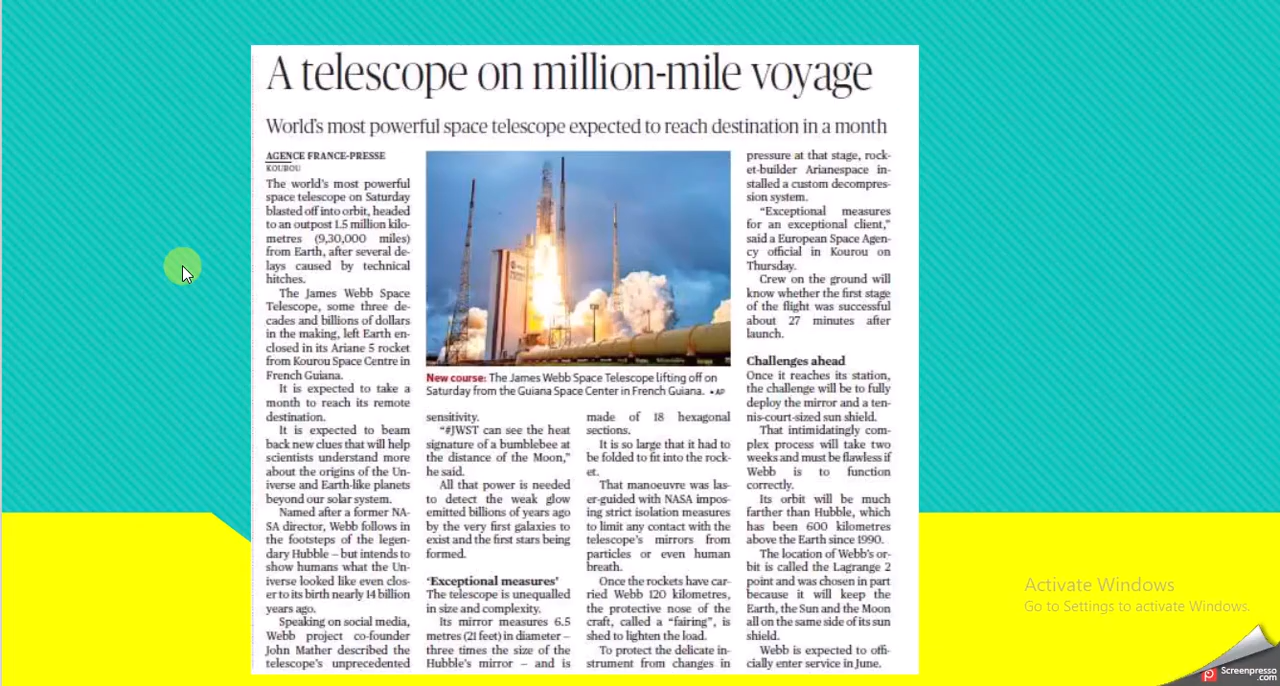 A telescope on million-mile voyage
World's most powerful space telescope expected to reach destination in a month
AGENCE FRANCE-PRESSE
KOUROU
The world's most powerful
space telescope on Saturday
blasted off into orbit, headed
to an outpost 1.5 million kilo-
metres (9,30,000 miles)
from Earth, after several de-
lays caused by technical
hitches.
The James Webb Space
Telescope, some three de-
cades and billions of dollars
in the making, left Earth en-
closed in its Ariane 5 rocket
from Kourou Space Centre in
French Guiana.
It is expected to take a
month to reach its remote
destination.
It is expected to beam
back new clues that will help
scientists understand more
about the origins of the Un-
iverse and Earth-like planets
beyond our solar system.
Named after a former NA-
SA director, Webb follows in
the footsteps of the legen-
dary Hubble – but intends to
show humans what the Un-
iverse looked like even clos-
er to its birth nearly 14 billion
years ago.
Speaking on social media,
Webb project co-founder
John Mather described the
telescope's unprecedented
New course: The James Webb Space Telescope lifting off on
Saturday from the Guiana Space Center in French Guiana. • AP
sensitivity.
"#JWST can see the heat
signature of a bumblebee at
the distance of the Moon,"
he said.
All that power is needed
to detect the weak glow
emitted billions of years ago
by the very first galaxies to
exist and the first stars being
formed.
'Exceptional measures'
The telescope is unequalled
in size and complexity.
Its mirror measures 6.5
metres (21 feet) in diameter –
three times the size of the
Hubble's mirror – and is
made of 18 hexagonal
sections.
It is so large that it had to
be folded to fit into the rock-
et.
That manoeuvre was las-
er-guided with NASA impos-
ing strict isolation measures
to limit any contact with the
telescope's mirrors from
particles or even human
breath.
Once the rockets have car-
ried Webb 120 kilometres,
the protective nose of the
craft, called a "fairing", is
shed to lighten the load.
To protect the delicate in-
strument from changes in
pressure at that stage, rock-
et-builder Arianespace in-
stalled a custom decompres-
sion system.
"Exceptional measures
for an exceptional client,"
said a European Space Agen-
cy official in Kourou on
Thursday.
Crew on the ground will
know whether the first stage
of the flight was successful
about 27 minutes after
launch.
Challenges ahead
Once it reaches its station,
the challenge will be to fully
deploy the mirror and a ten-
nis-court-sized sun shield.
That intimidatingly com-
plex process will take two
weeks and must be flawless if
Webb is to function
correctly.
Its orbit will be much
farther than Hubble, which
has been 600 kilometres
above the Earth since 1990.
The location of Webb's or-
bit is called the Lagrange 2
point and was chosen in part
because it will keep the
Earth, the Sun and the Moon
all on the same side of its sun
shield.
Webb is expected to offi-
cially enter service in June.
Activate Windows
Go to Settings to activate Windows.
Screenpresso
.com